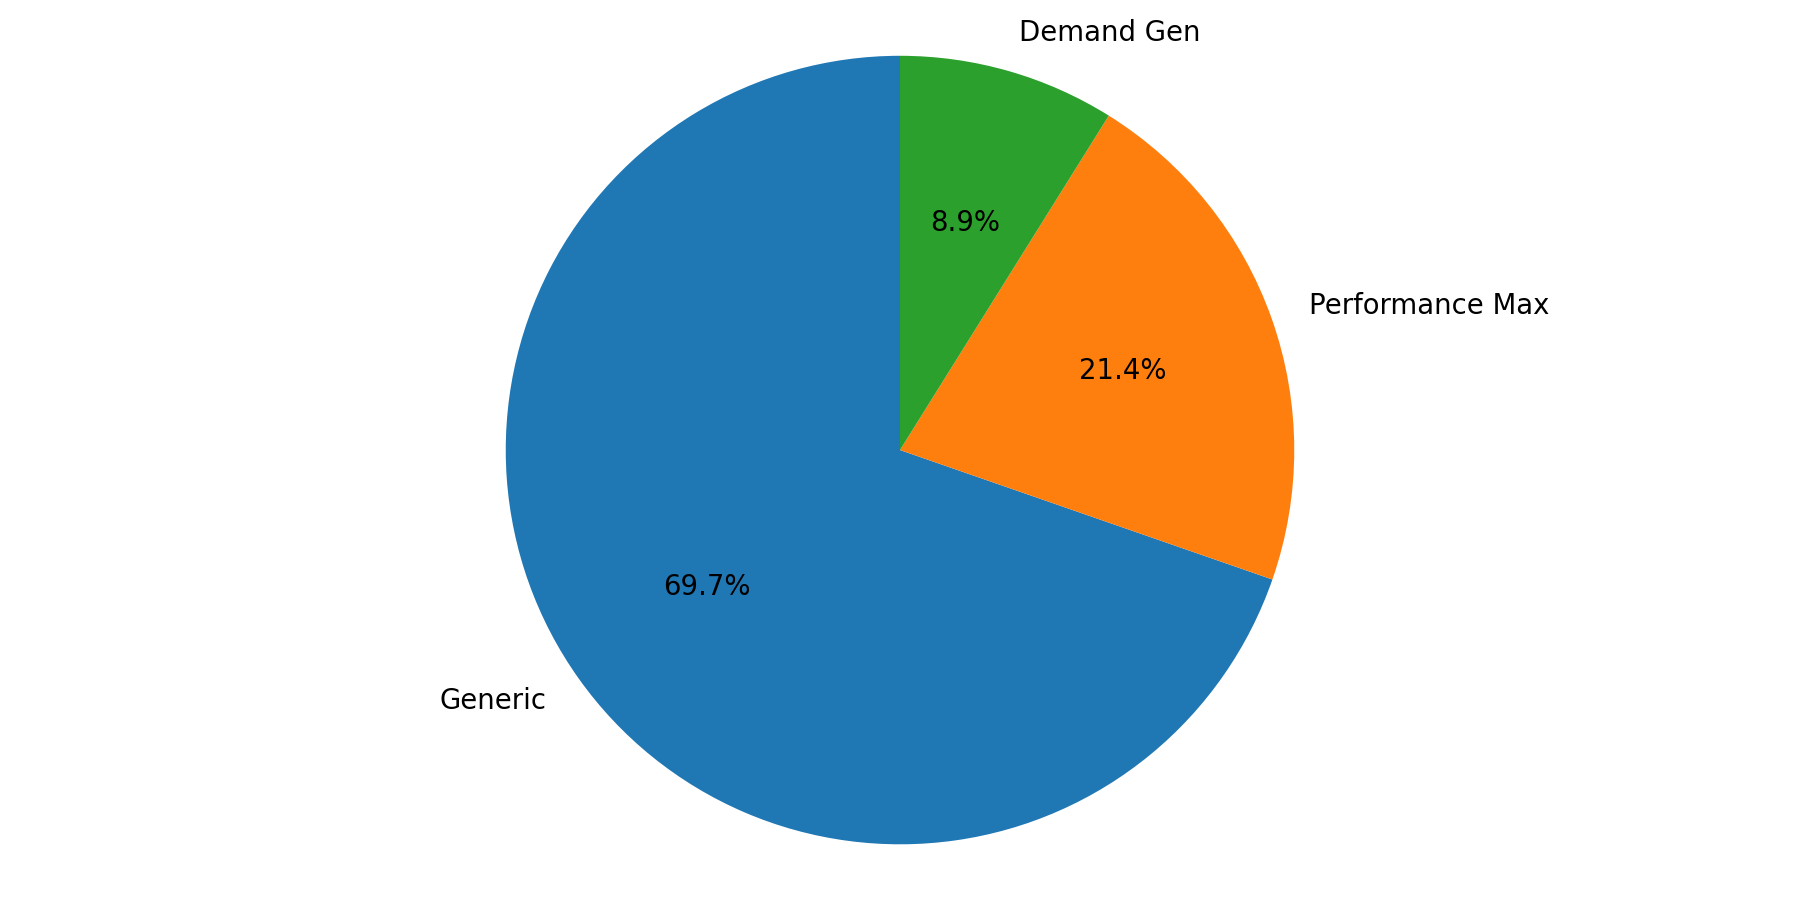 Demand Gen
8.9%
Performance Max
21.4%
69.7%
Generic